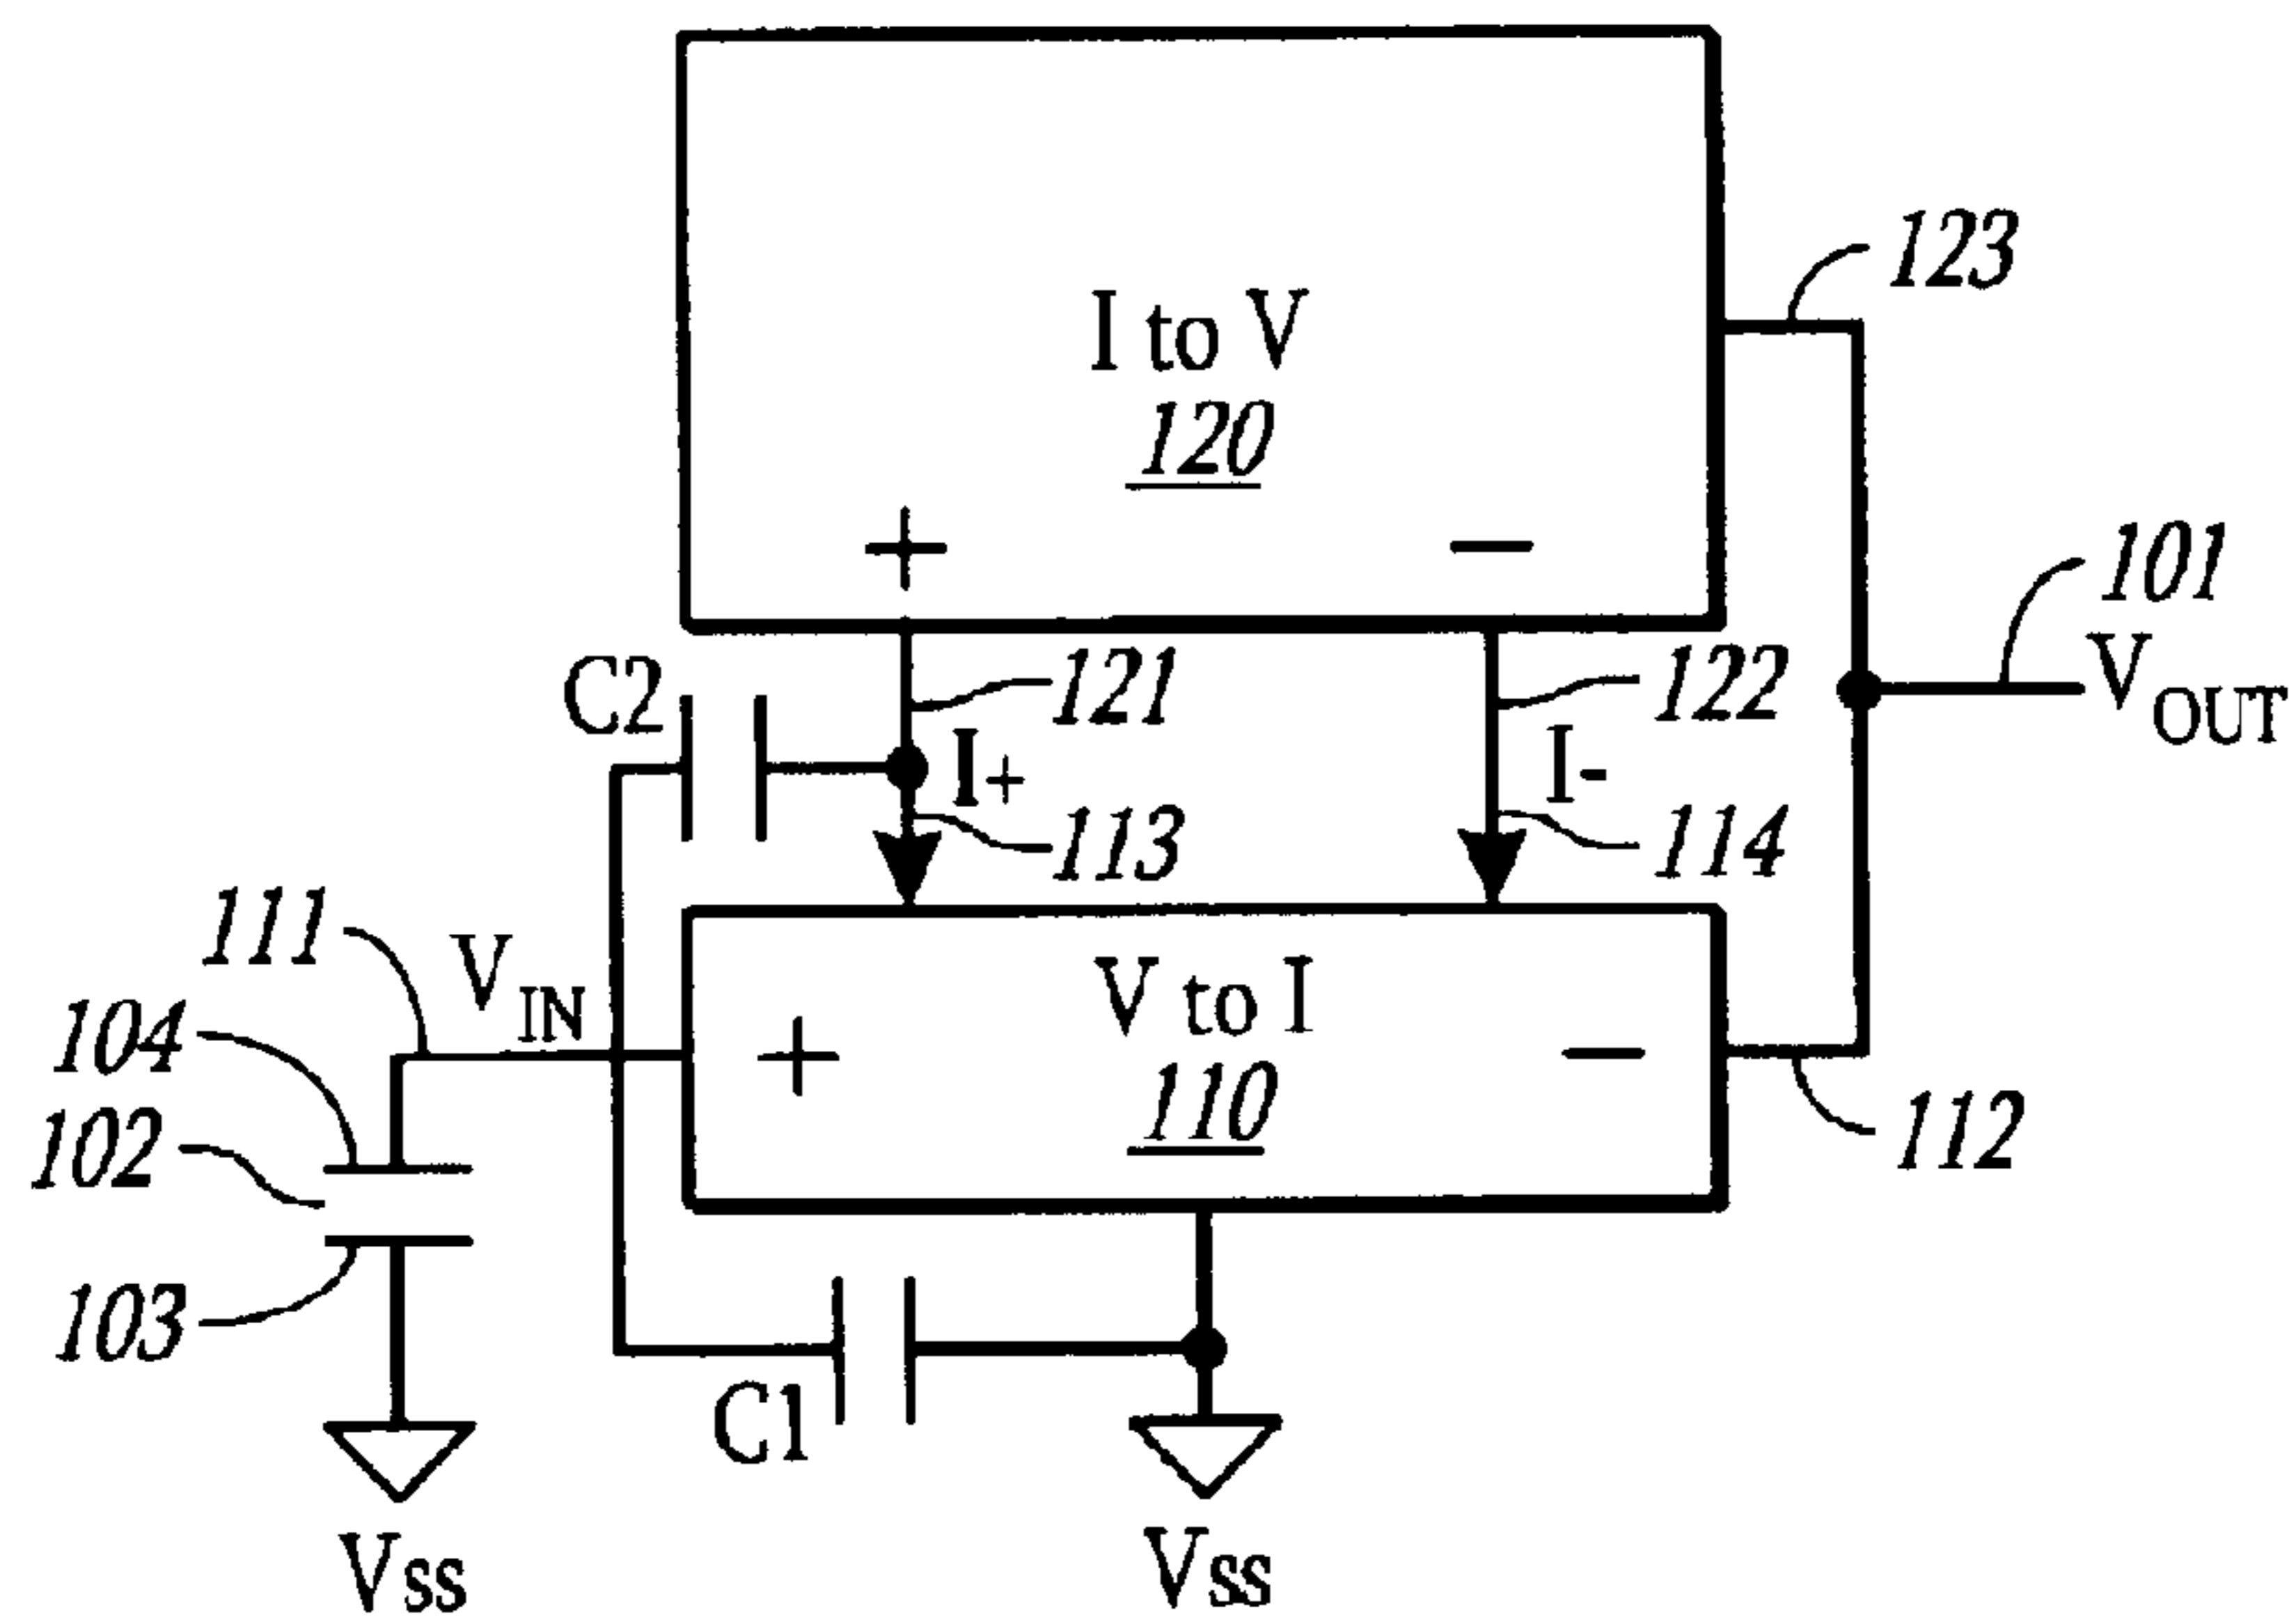 I to V
120
+ −
123
101
V OUT
C2
121
122
I+
I-
113
114
111
V IN
104
102
103
V to I
110
+ −
112
C1
Vss
Vss